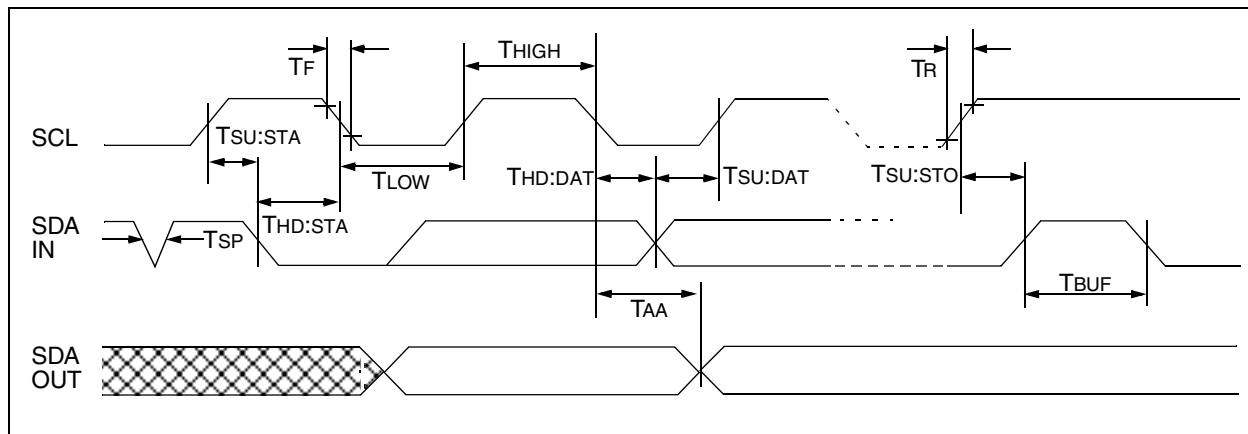 TF
THIGH
TR
SCL
TSU:STA
TLOW
THD:DAT
TSU:DAT
TSU:STO
SDA
IN
TSP
THD:STA
TBUF
TAA
SDA
OUT